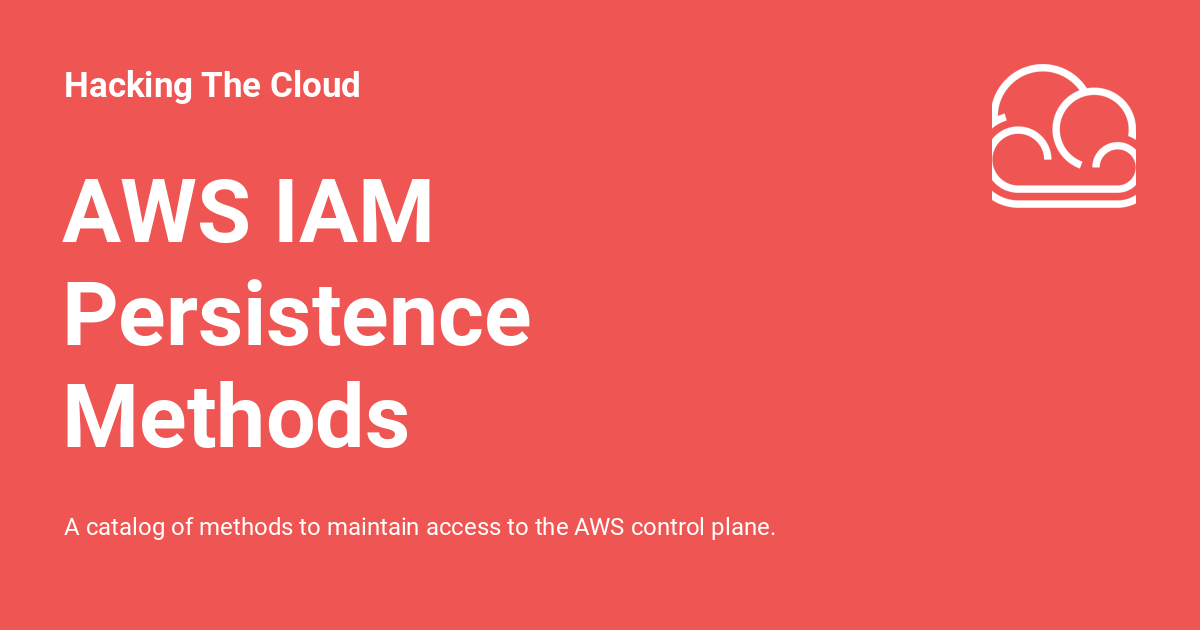 Hacking The Cloud
AWS IAM
Persistence
Methods
A catalog of methods to maintain access to the AWS control plane.